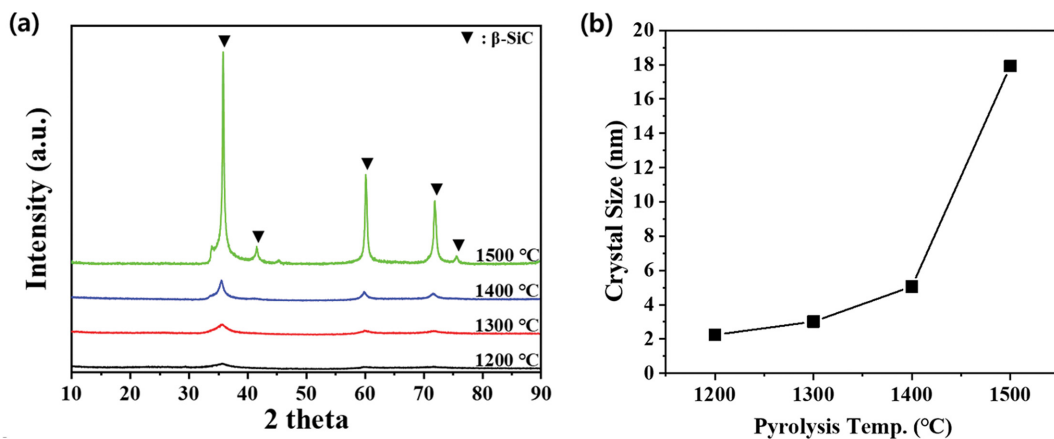 (a)
▼ : β-SiC
Intensity (a.u.)
1500 ℃
1400 ℃
1300 ℃
1200 ℃
10 20 30 40 50 60 70 80 90
2 theta
(b)
Crystal Size (nm)
20
18
16
14
12
10
8
6
4
2
0
1200 1300 1400 1500
Pyrolysis Temp. (℃)